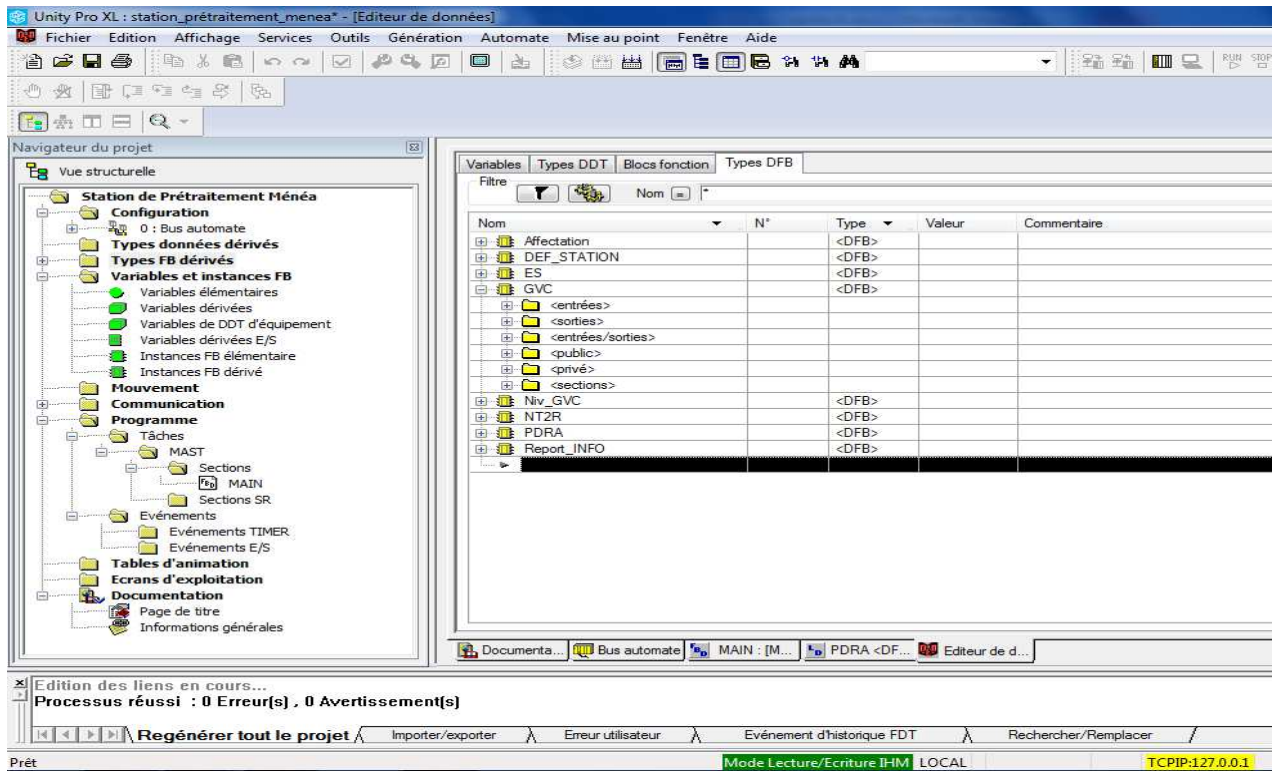 Unity Pro XL : station_prétraitement_menea* - [Editeur de données]
Fichier Edition Affichage Services Outils Génération Automate Mise au point Fenêtre Aide
RUN STOP
Navigateur du projet
Vue structurelle
Station de Prétraitement Ménéa
Configuration
0 : Bus automate
Types données dérivés
Types FB dérivés
Variables et instances FB
Variables élémentaires
Variables dérivées
Variables de DDT d'équipement
Variables dérivées E/S
Instances FB élémentaire
Instances FB dérivé
Mouvement
Communication
Programme
Tâches
MAST
Sections
MAIN
Sections SR
Evénements
Evénements TIMER
Evénements E/S
Tables d'animation
Ecrans d'exploitation
Documentation
Page de titre
Informations générales
Variables Types DDT Blocs fonction Types DFB
Filtre
Nom = *
Nom N° Type Valeur Commentaire
Affectation <DFB>
DEF_STATION <DFB>
ES <DFB>
GVC <DFB>
<entrées>
<sorties>
<entrées/sorties>
<public>
<privé>
<sections>
Niv_GVC <DFB>
NT2R <DFB>
PDRA <DFB>
Report_INFO <DFB>
Documenta... Bus automate MAIN : [M... PDRA <DF... Editeur de d...
Edition des liens en cours...
Processus réussi : 0 Erreur(s) , 0 Avertissement(s)
Regénérer tout le projet Importer/exporter Erreur utilisateur Evénement d'historique FDT Rechercher/Remplacer
Prêt Mode Lecture/Ecriture IHM LOCAL TCPIP:127.0.0.1